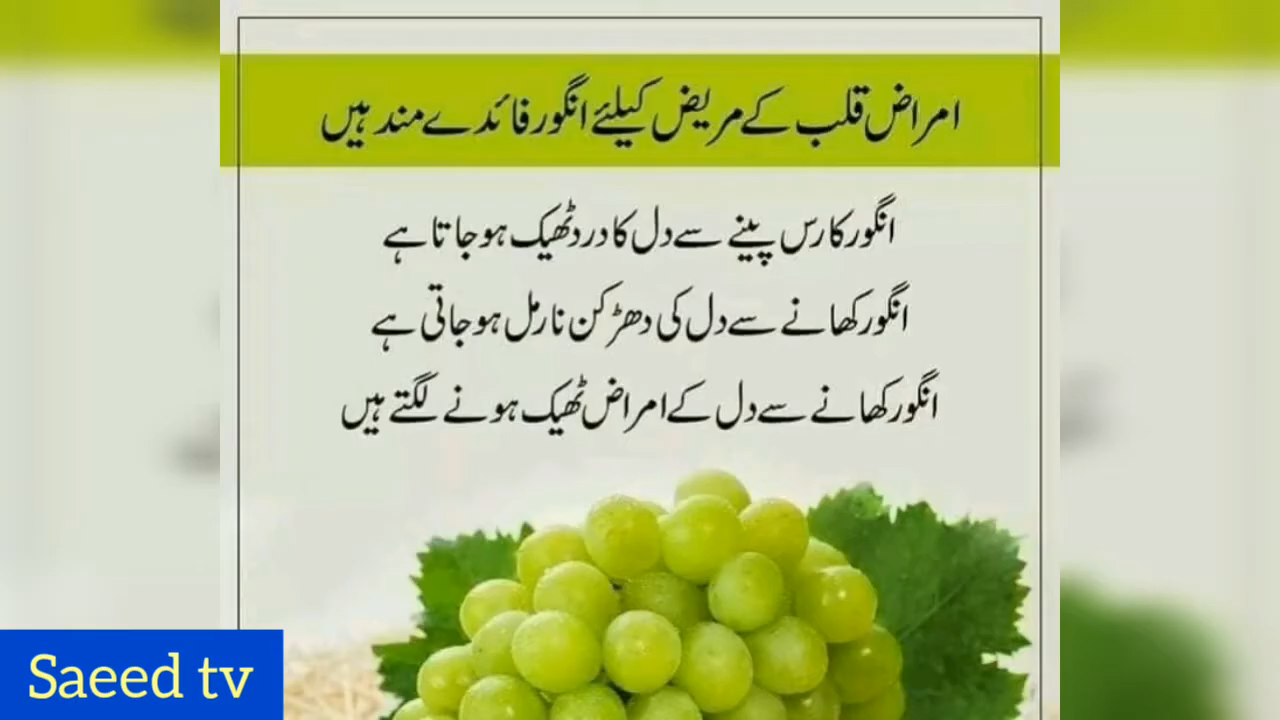 امراض قلب کے مریض کیلئے انگور فائدے مند ہیں
انگور کا رس پینے سے دل کا درد ٹھیک ہو جاتا ہے
انگور کھانے سے دل کی دھڑکن نارمل ہو جاتی ہے
انگور کھانے سے دل کے امراض ٹھیک ہونے لگتے ہیں
Saeed tv